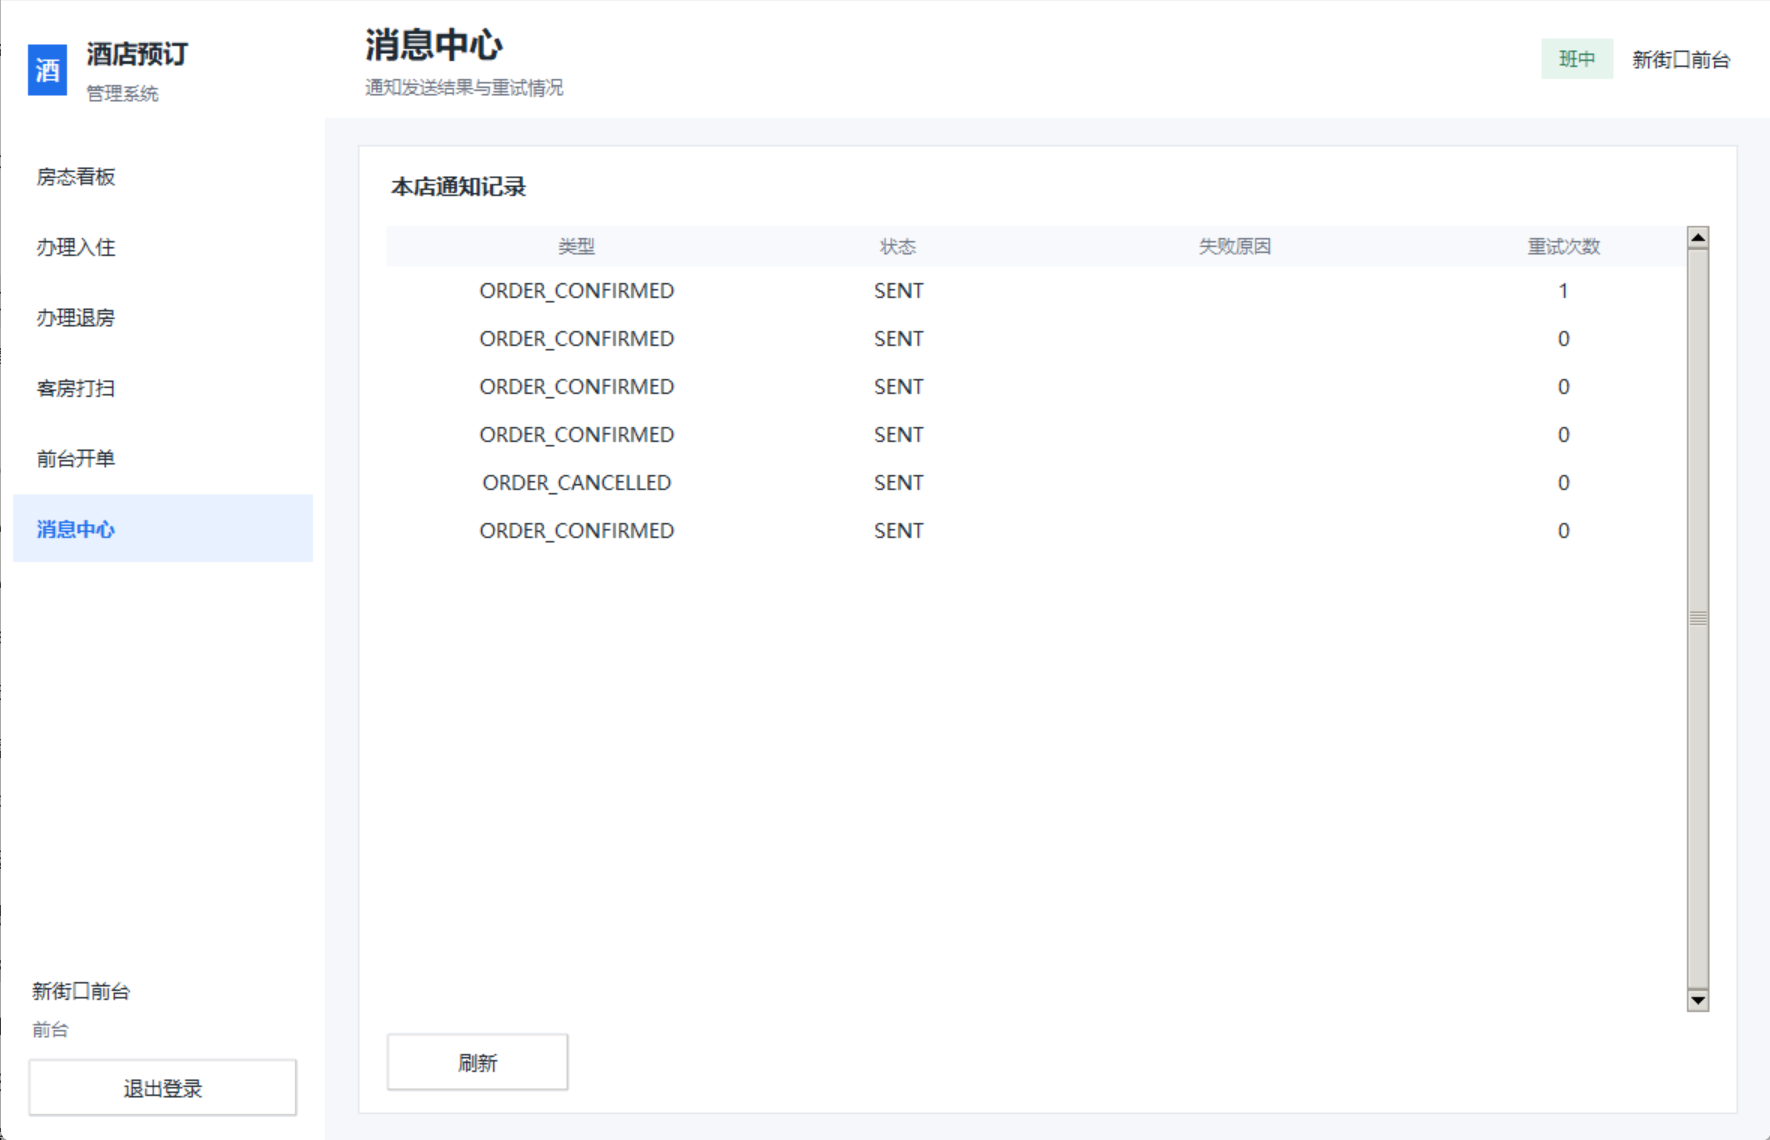 酒
酒店预订
管理系统
房态看板
办理入住
办理退房
客房打扫
前台开单
消息中心
新街口前台
前台
退出登录
消息中心
通知发送结果与重试情况
班中 新街口前台
本店通知记录
类型 状态 失败原因 重试次数
ORDER_CONFIRMED SENT 1
ORDER_CONFIRMED SENT 0
ORDER_CONFIRMED SENT 0
ORDER_CONFIRMED SENT 0
ORDER_CANCELLED SENT 0
ORDER_CONFIRMED SENT 0
刷新